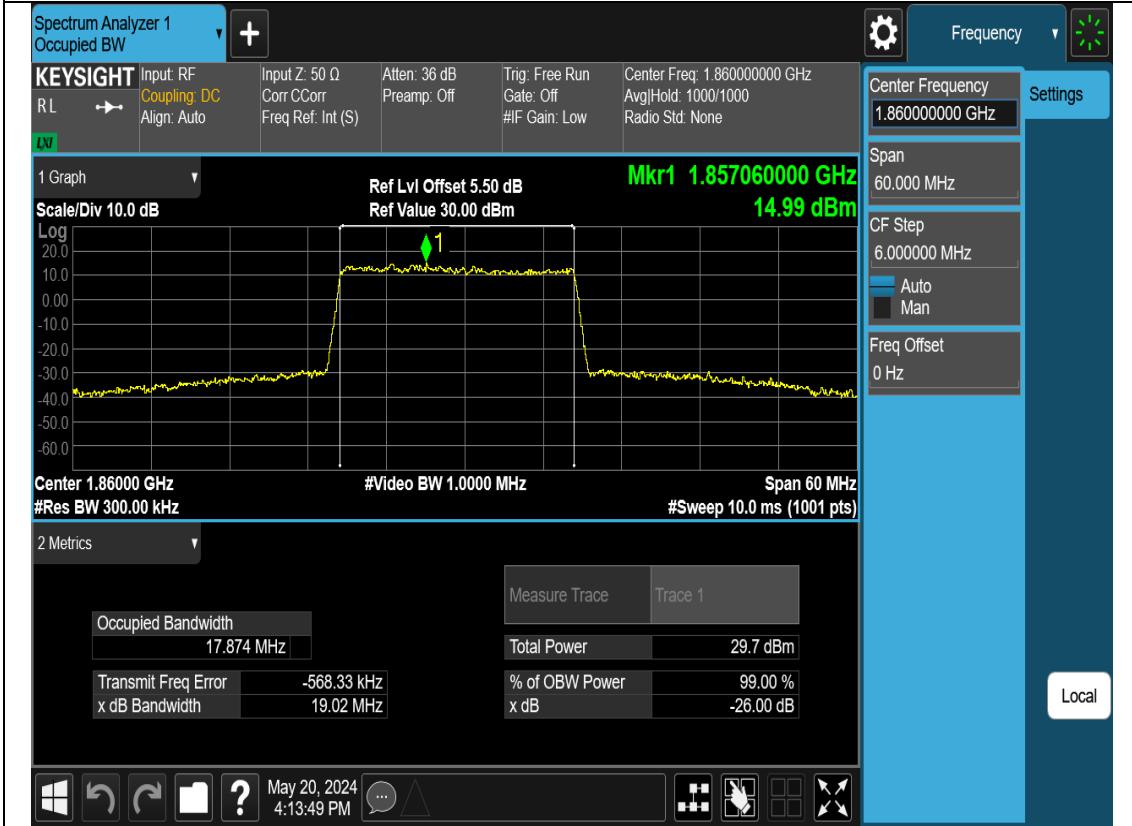 Spectrum Analyzer 1
Occupied BW
+
Frequency
KEYSIGHT
R L
LXI
Input: RF
Coupling: DC
Align: Auto
Input Z: 50 Ω
Corr CCorr
Freq Ref: Int (S)
Atten: 36 dB
Preamp: Off
Trig: Free Run
Gate: Off
#IF Gain: Low
Center Freq: 1.860000000 GHz
Avg|Hold: 1000/1000
Radio Std: None
Center Frequency
1.860000000 GHz
Settings
Span
60.000 MHz
CF Step
6.000000 MHz
Auto
Man
Freq Offset
0 Hz
Local
1 Graph
Scale/Div 10.0 dB
Ref Lvl Offset 5.50 dB
Ref Value 30.00 dBm
Mkr1 1.857060000 GHz
14.99 dBm
Log
20.0
10.0
0.00
-10.0
-20.0
-30.0
-40.0
-50.0
-60.0
1
Center 1.86000 GHz
#Res BW 300.00 kHz
#Video BW 1.0000 MHz
Span 60 MHz
#Sweep 10.0 ms (1001 pts)
2 Metrics
Measure Trace Trace 1
Occupied Bandwidth
17.874 MHz
Total Power 29.7 dBm
Transmit Freq Error -568.33 kHz
% of OBW Power 99.00 %
x dB Bandwidth 19.02 MHz
x dB -26.00 dB
?
May 20, 2024
4:13:49 PM